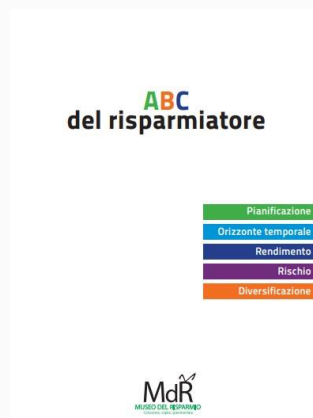 ABC
del risparmiatore
Pianificazione
Orizzonte temporale
Rendimento
Rischio
Diversificazione
MdR
MUSEO DEL RISPARMIO